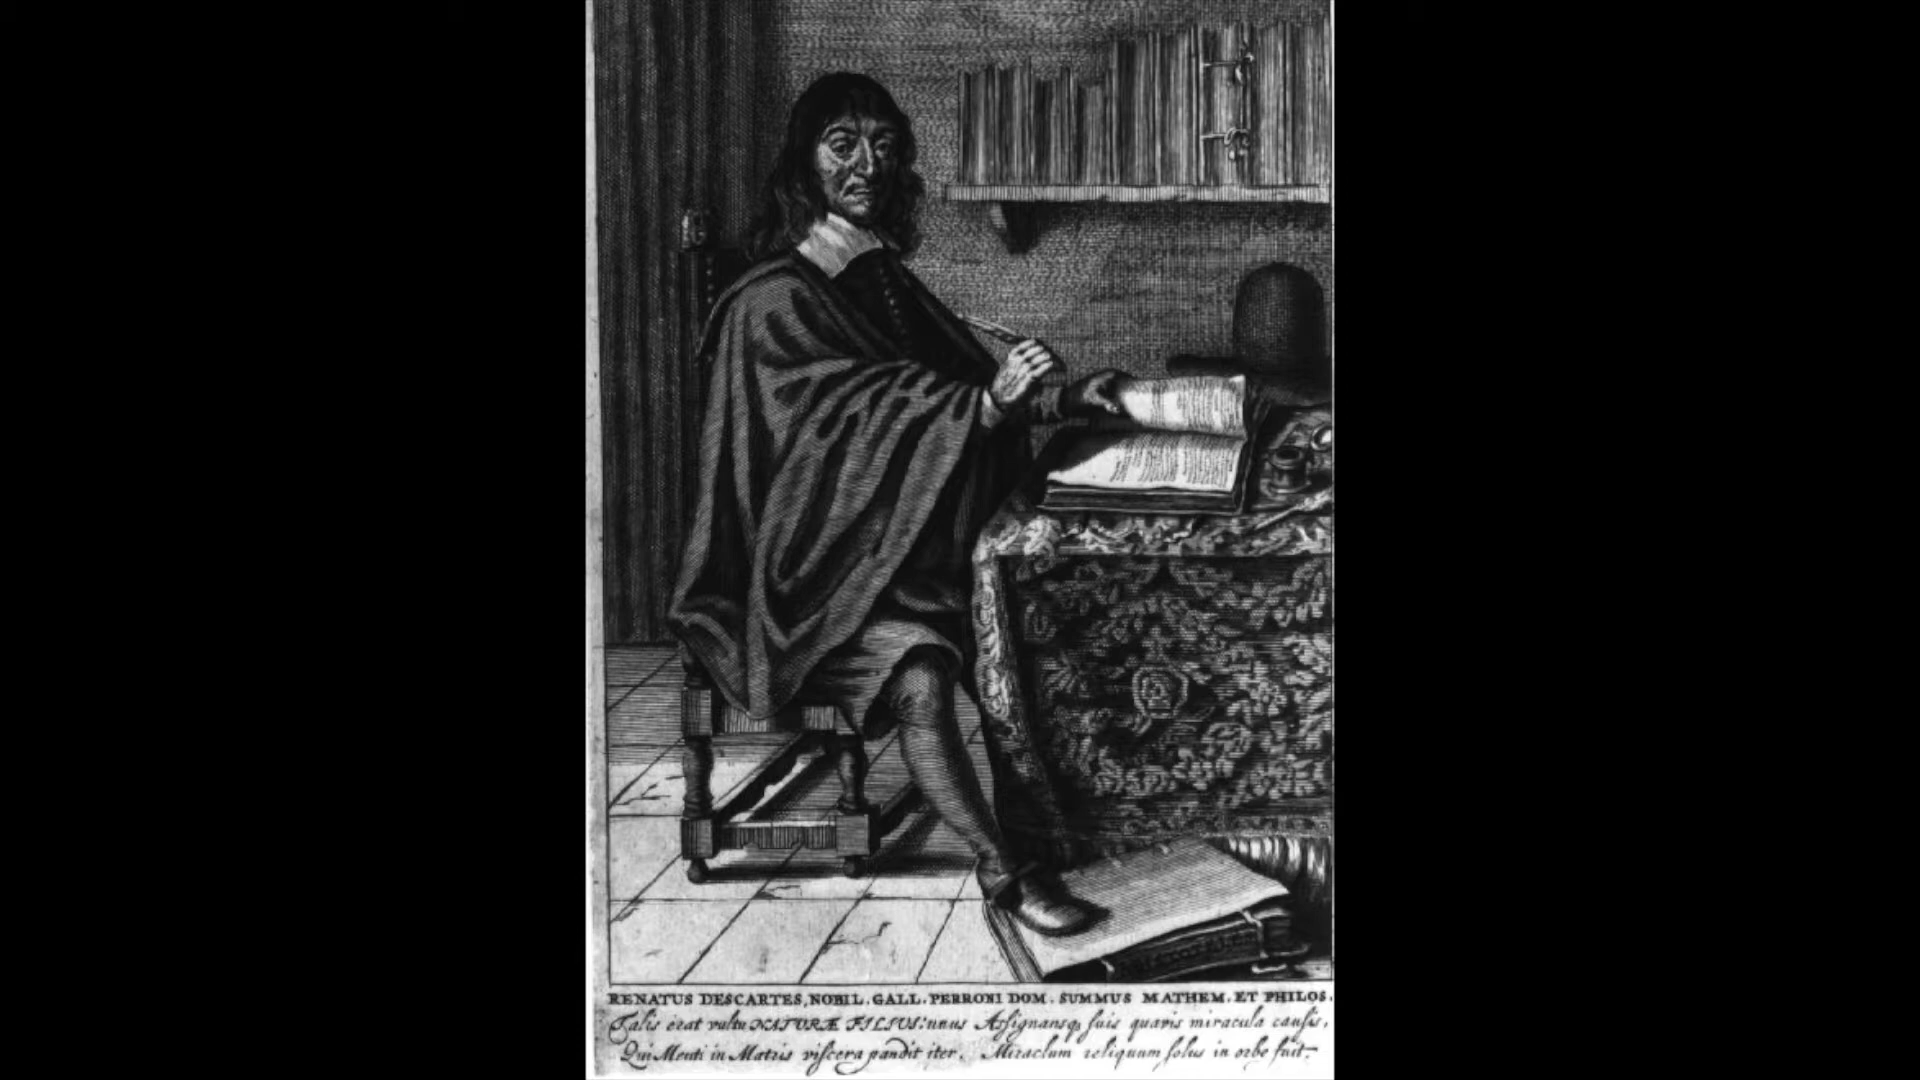 RENATUS DESCARTES, NOBIL. GALL. PERRONI DOM. SUMMUS MATHEM. ET PHILOS.
Talis erat vultu NATURÆ FILIUS: unus Assignansq; suis quavis miracula causis,
Qui Menti in Matris viscera pandit iter. Miraclum reliquum solus in orbe fuit.